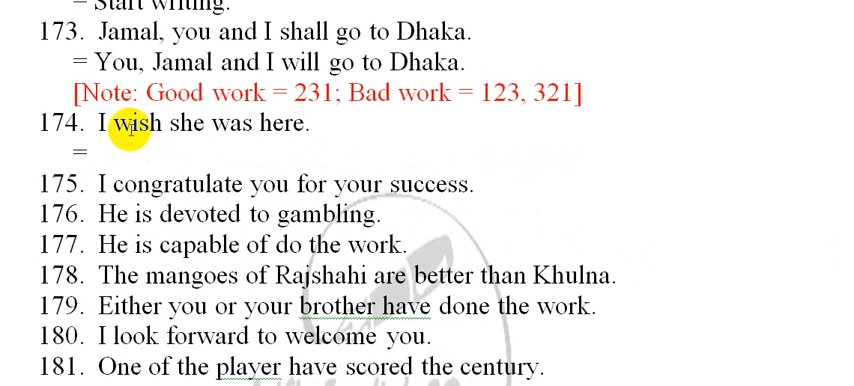 = Start writing.
173. Jamal, you and I shall go to Dhaka.
= You, Jamal and I will go to Dhaka.
[Note: Good work = 231; Bad work = 123, 321]
174. I wish she was here.
=
175. I congratulate you for your success.
176. He is devoted to gambling.
177. He is capable of do the work.
178. The mangoes of Rajshahi are better than Khulna.
179. Either you or your brother have done the work.
180. I look forward to welcome you.
181. One of the player have scored the century.